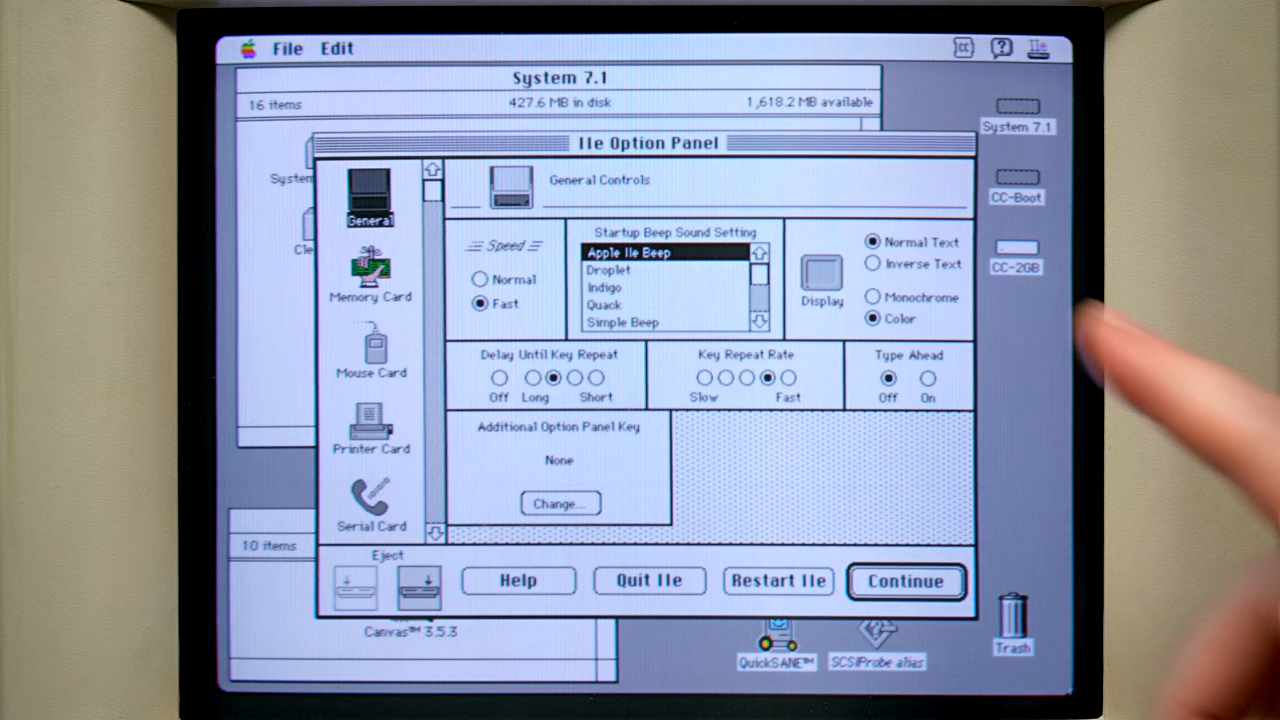 File Edit
CC ? IIe
System 7.1
16 items 427.6 MB in disk 1,618.2 MB available
System 7.1
CC-Boot
CC-2GB
System
Cle
IIe Option Panel
General
Memory Card
Mouse Card
Printer Card
Serial Card
General Controls
Speed
Normal
Fast
Startup Beep Sound Setting
Apple IIe Beep
Droplet
Indigo
Quack
Simple Beep
Display
Normal Text
Inverse Text
Monochrome
Color
Delay Until Key Repeat
Off Long Short
Key Repeat Rate
Slow Fast
Type Ahead
Off On
Additional Option Panel Key
None
Change...
10 items
Eject
Help
Quit IIe
Restart IIe
Continue
Canvas™ 3.5.3
QuickSANE™
SCSIProbe alias
Trash